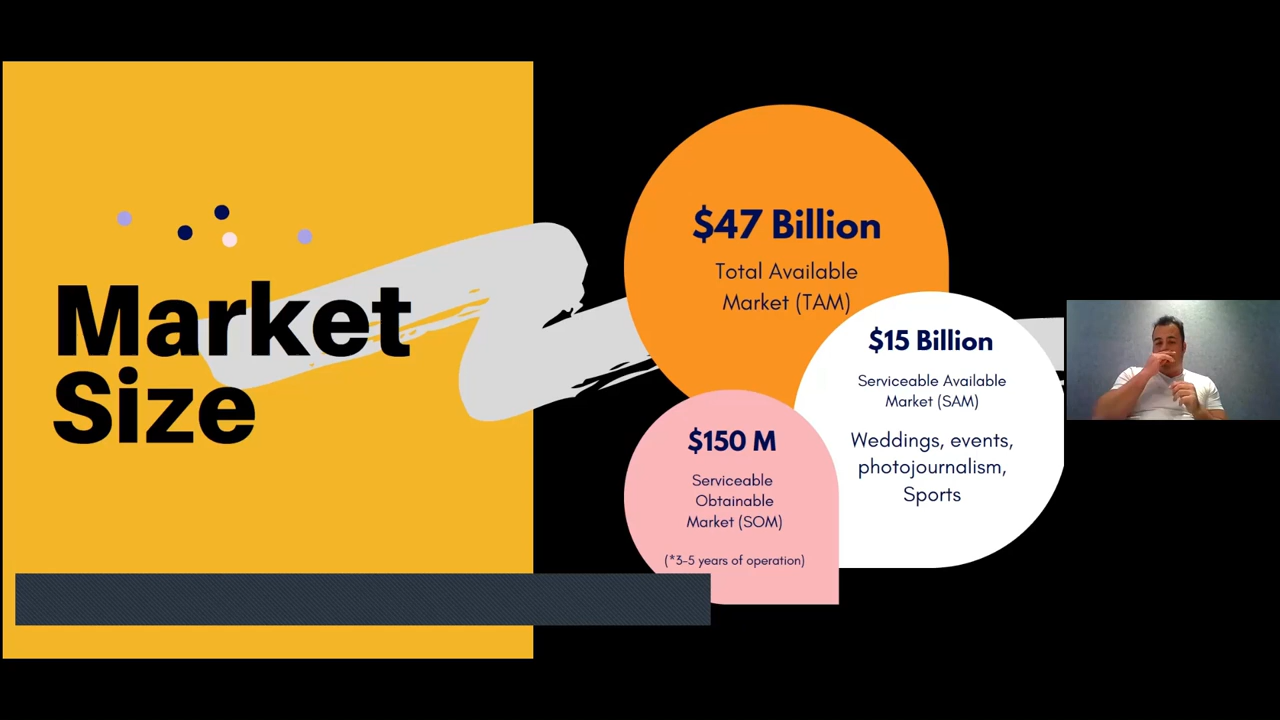 Market
Size
$47 Billion
Total Available
Market (TAM)
$15 Billion
Serviceable Available
Market (SAM)
Weddings, events,
photojournalism,
Sports
$150 M
Serviceable
Obtainable
Market (SOM)
(*3-5 years of operation)